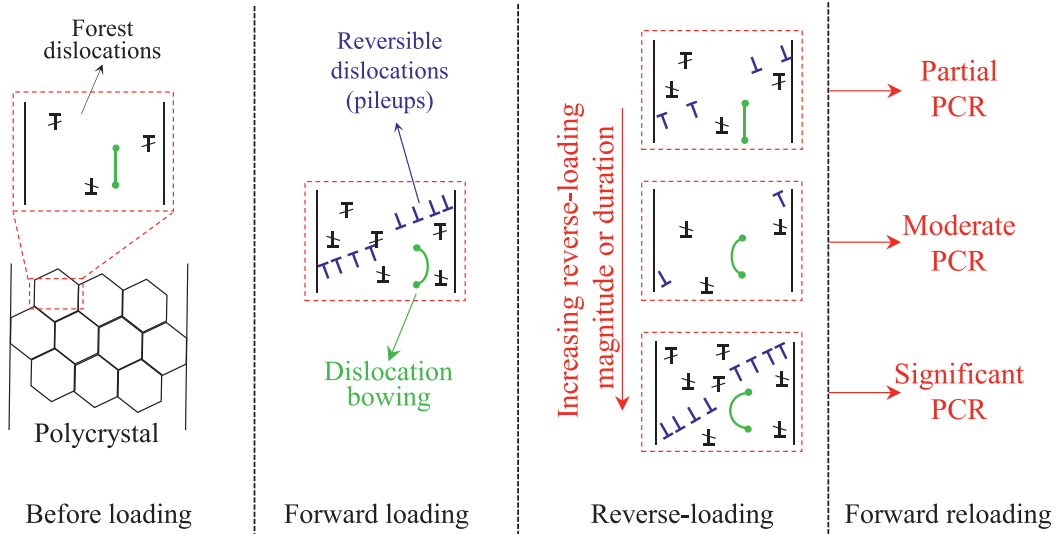 Forest
dislocations
Polycrystal
Before loading
Reversible
dislocations
(pileups)
Dislocation
bowing
Forward loading
Increasing reverse-loading
magnitude or duration
Reverse-loading
Partial
PCR
Moderate
PCR
Significant
PCR
Forward reloading